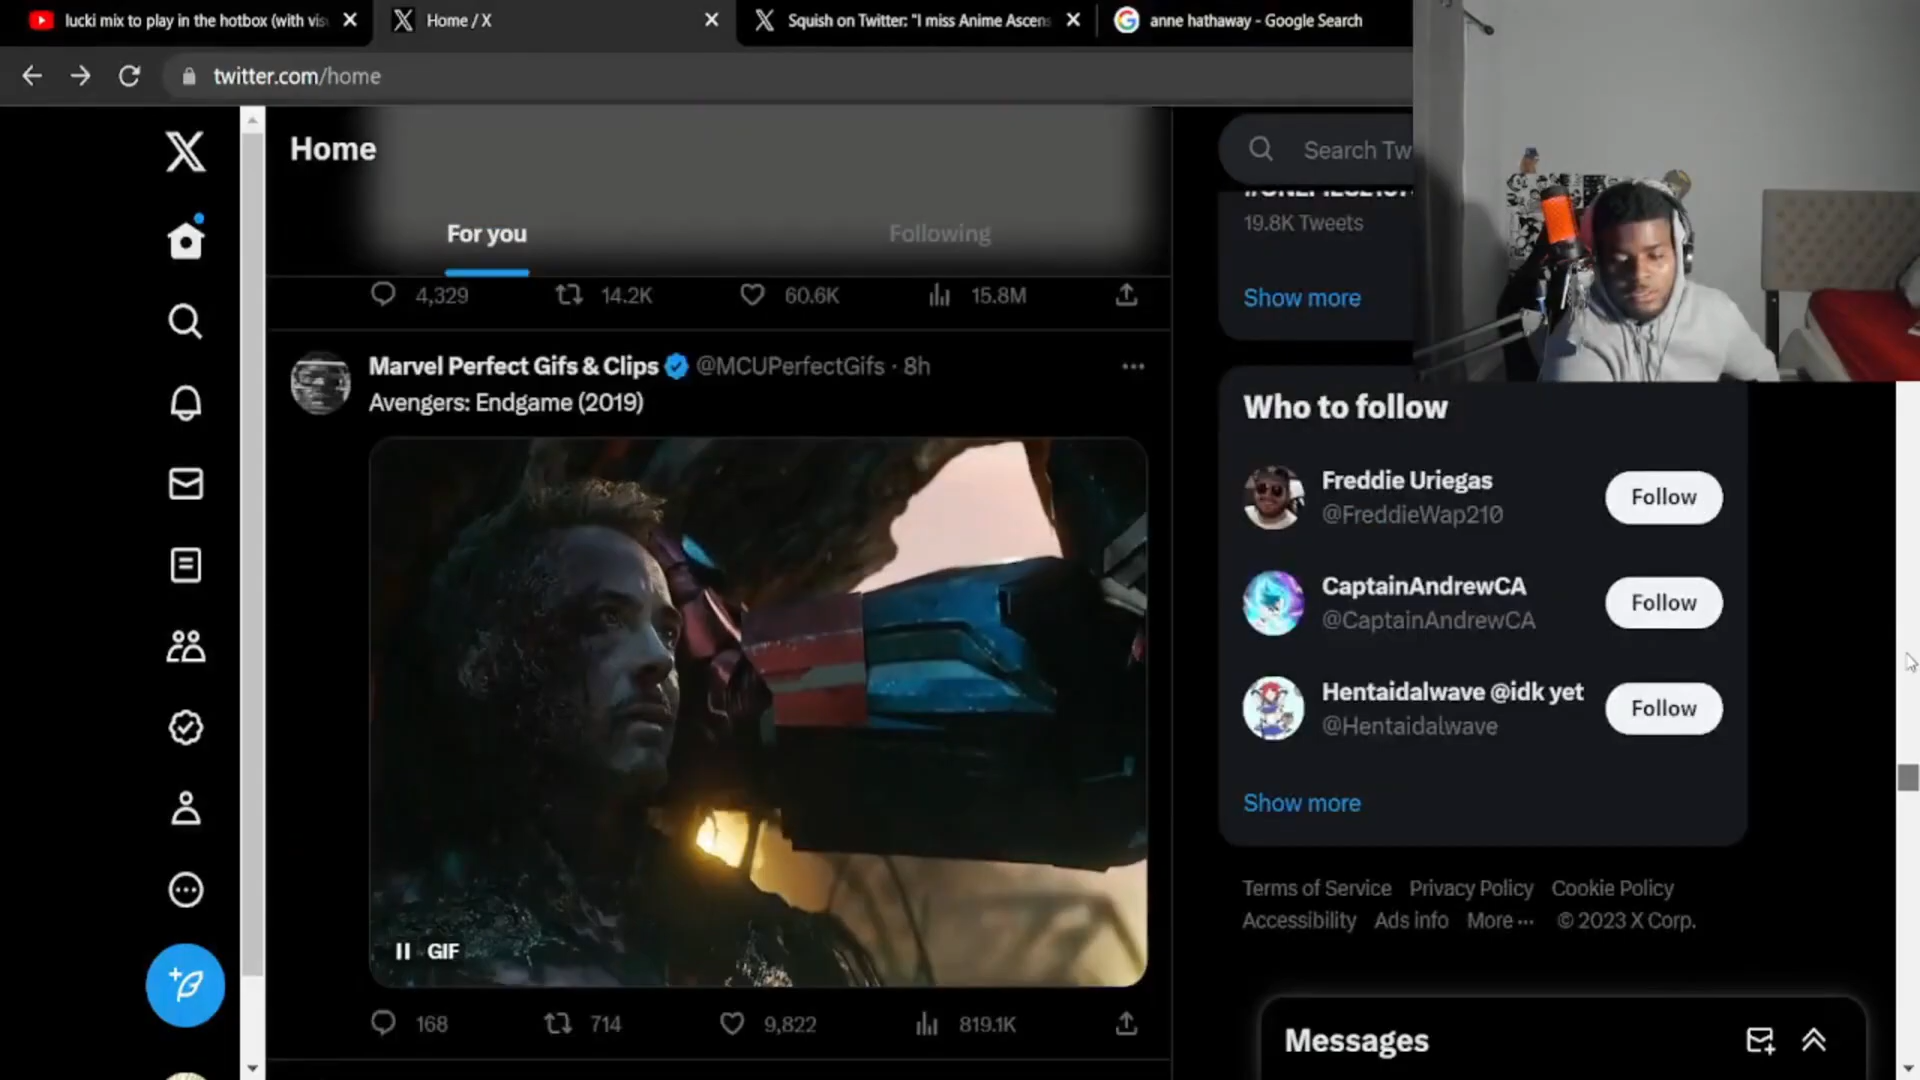 lucki mix to play in the hotbox (with vis
Home / X
Squish on Twitter: "I miss Anime Ascens
anne hathaway - Google Search
twitter.com/home
Home
For you
Following
Search Tw
19.8K Tweets
Show more
4,329
14.2K
60.6K
15.8M
Marvel Perfect Gifs & Clips @MCUPerfectGifs · 8h
Avengers: Endgame (2019)
GIF
168
714
9,822
819.1K
Who to follow
Freddie Uriegas
@FreddieWap210
Follow
CaptainAndrewCA
@CaptainAndrewCA
Follow
Hentaidalwave @idk yet
@Hentaidalwave
Follow
Show more
Terms of Service Privacy Policy Cookie Policy
Accessibility Ads info More ··· © 2023 X Corp.
Messages